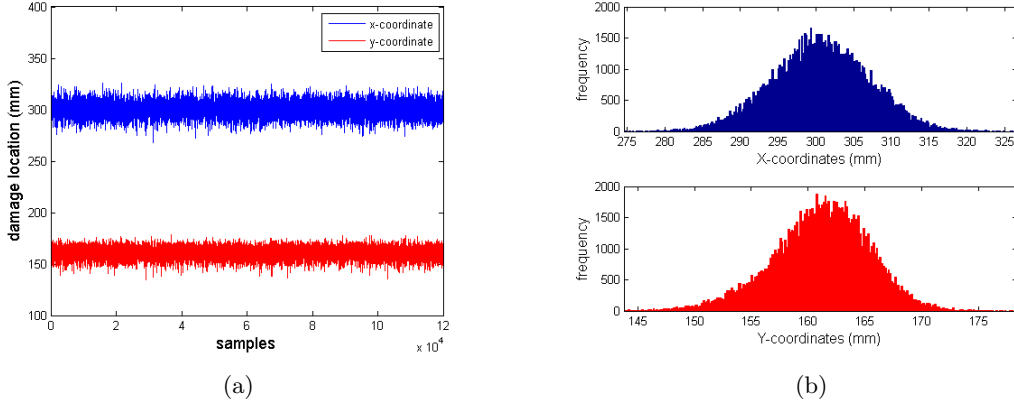 400
350
300
250
200
150
100
damage location (mm)
x-coordinate
y-coordinate
0 2 4 6 8 10 12
samples
x 10^4
(a)
2000
1500
1000
500
0
frequency
275 280 285 290 295 300 305 310 315 320 325
X-coordinates (mm)
2000
1500
1000
500
0
frequency
145 150 155 160 165 170 175
Y-coordinates (mm)
(b)